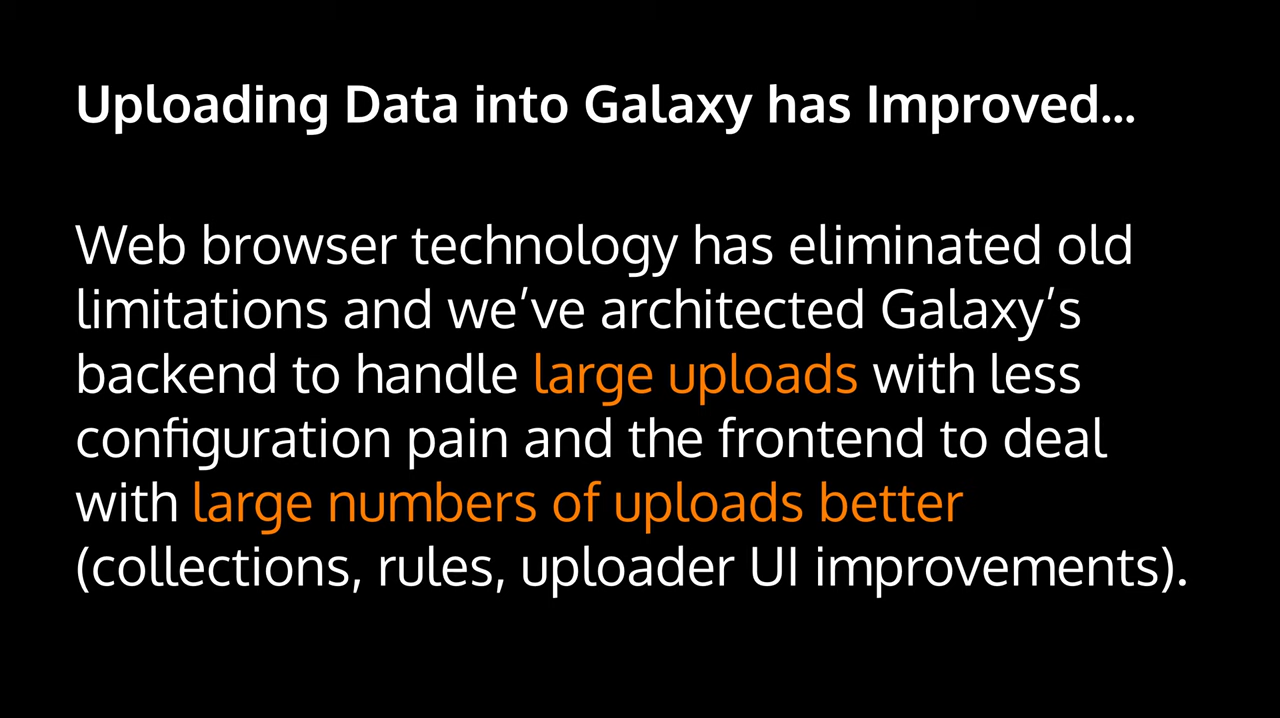 Uploading Data into Galaxy has Improved...
Web browser technology has eliminated old
limitations and we’ve architected Galaxy’s
backend to handle large uploads with less
configuration pain and the frontend to deal
with large numbers of uploads better
(collections, rules, uploader UI improvements).